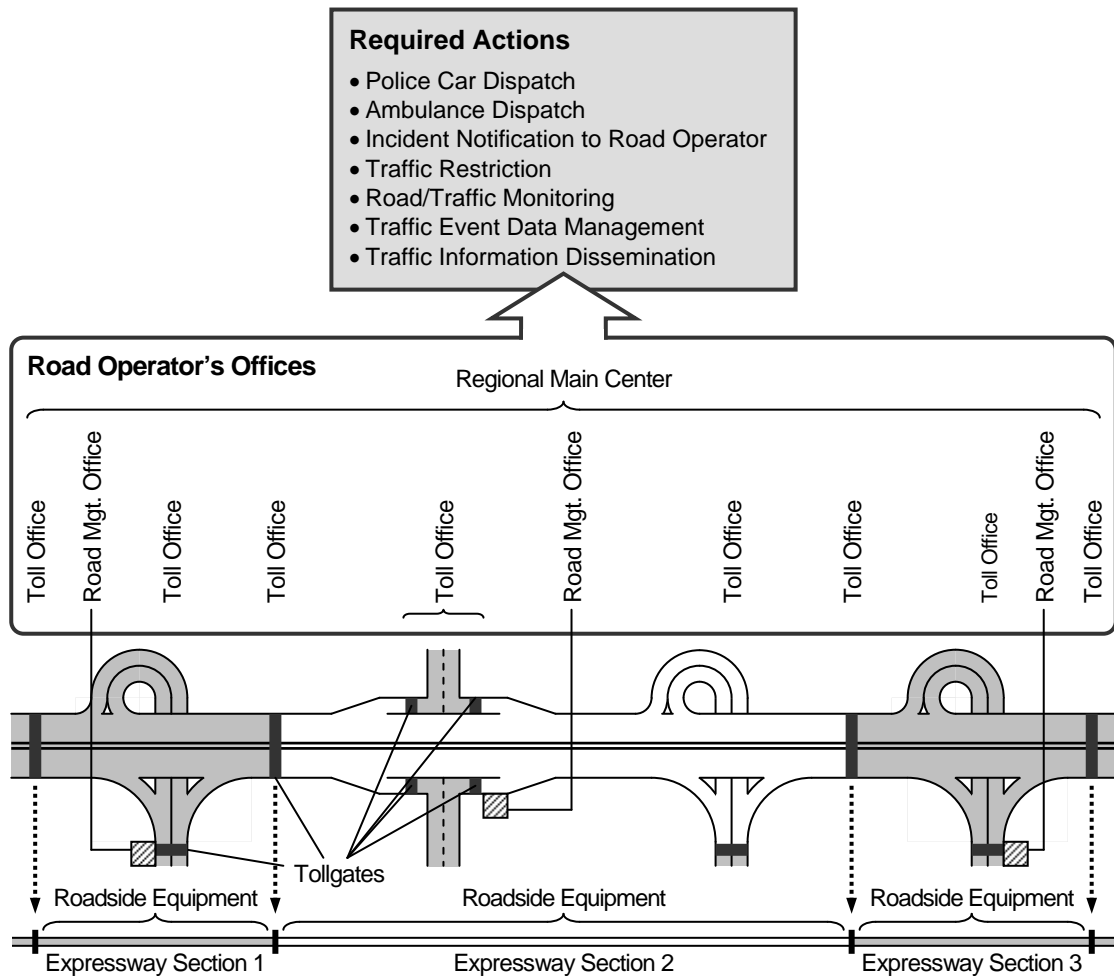 Required Actions
• Police Car Dispatch
• Ambulance Dispatch
• Incident Notification to Road Operator
• Traffic Restriction
• Road/Traffic Monitoring
• Traffic Event Data Management
• Traffic Information Dissemination
Road Operator’s Offices
Regional Main Center
Toll Office
Road Mgt. Office
Toll Office
Toll Office
Toll Office
Road Mgt. Office
Toll Office
Toll Office
Toll Office
Road Mgt. Office
Toll Office
Tollgates
Roadside Equipment
Roadside Equipment
Roadside Equipment
Expressway Section 1
Expressway Section 2
Expressway Section 3